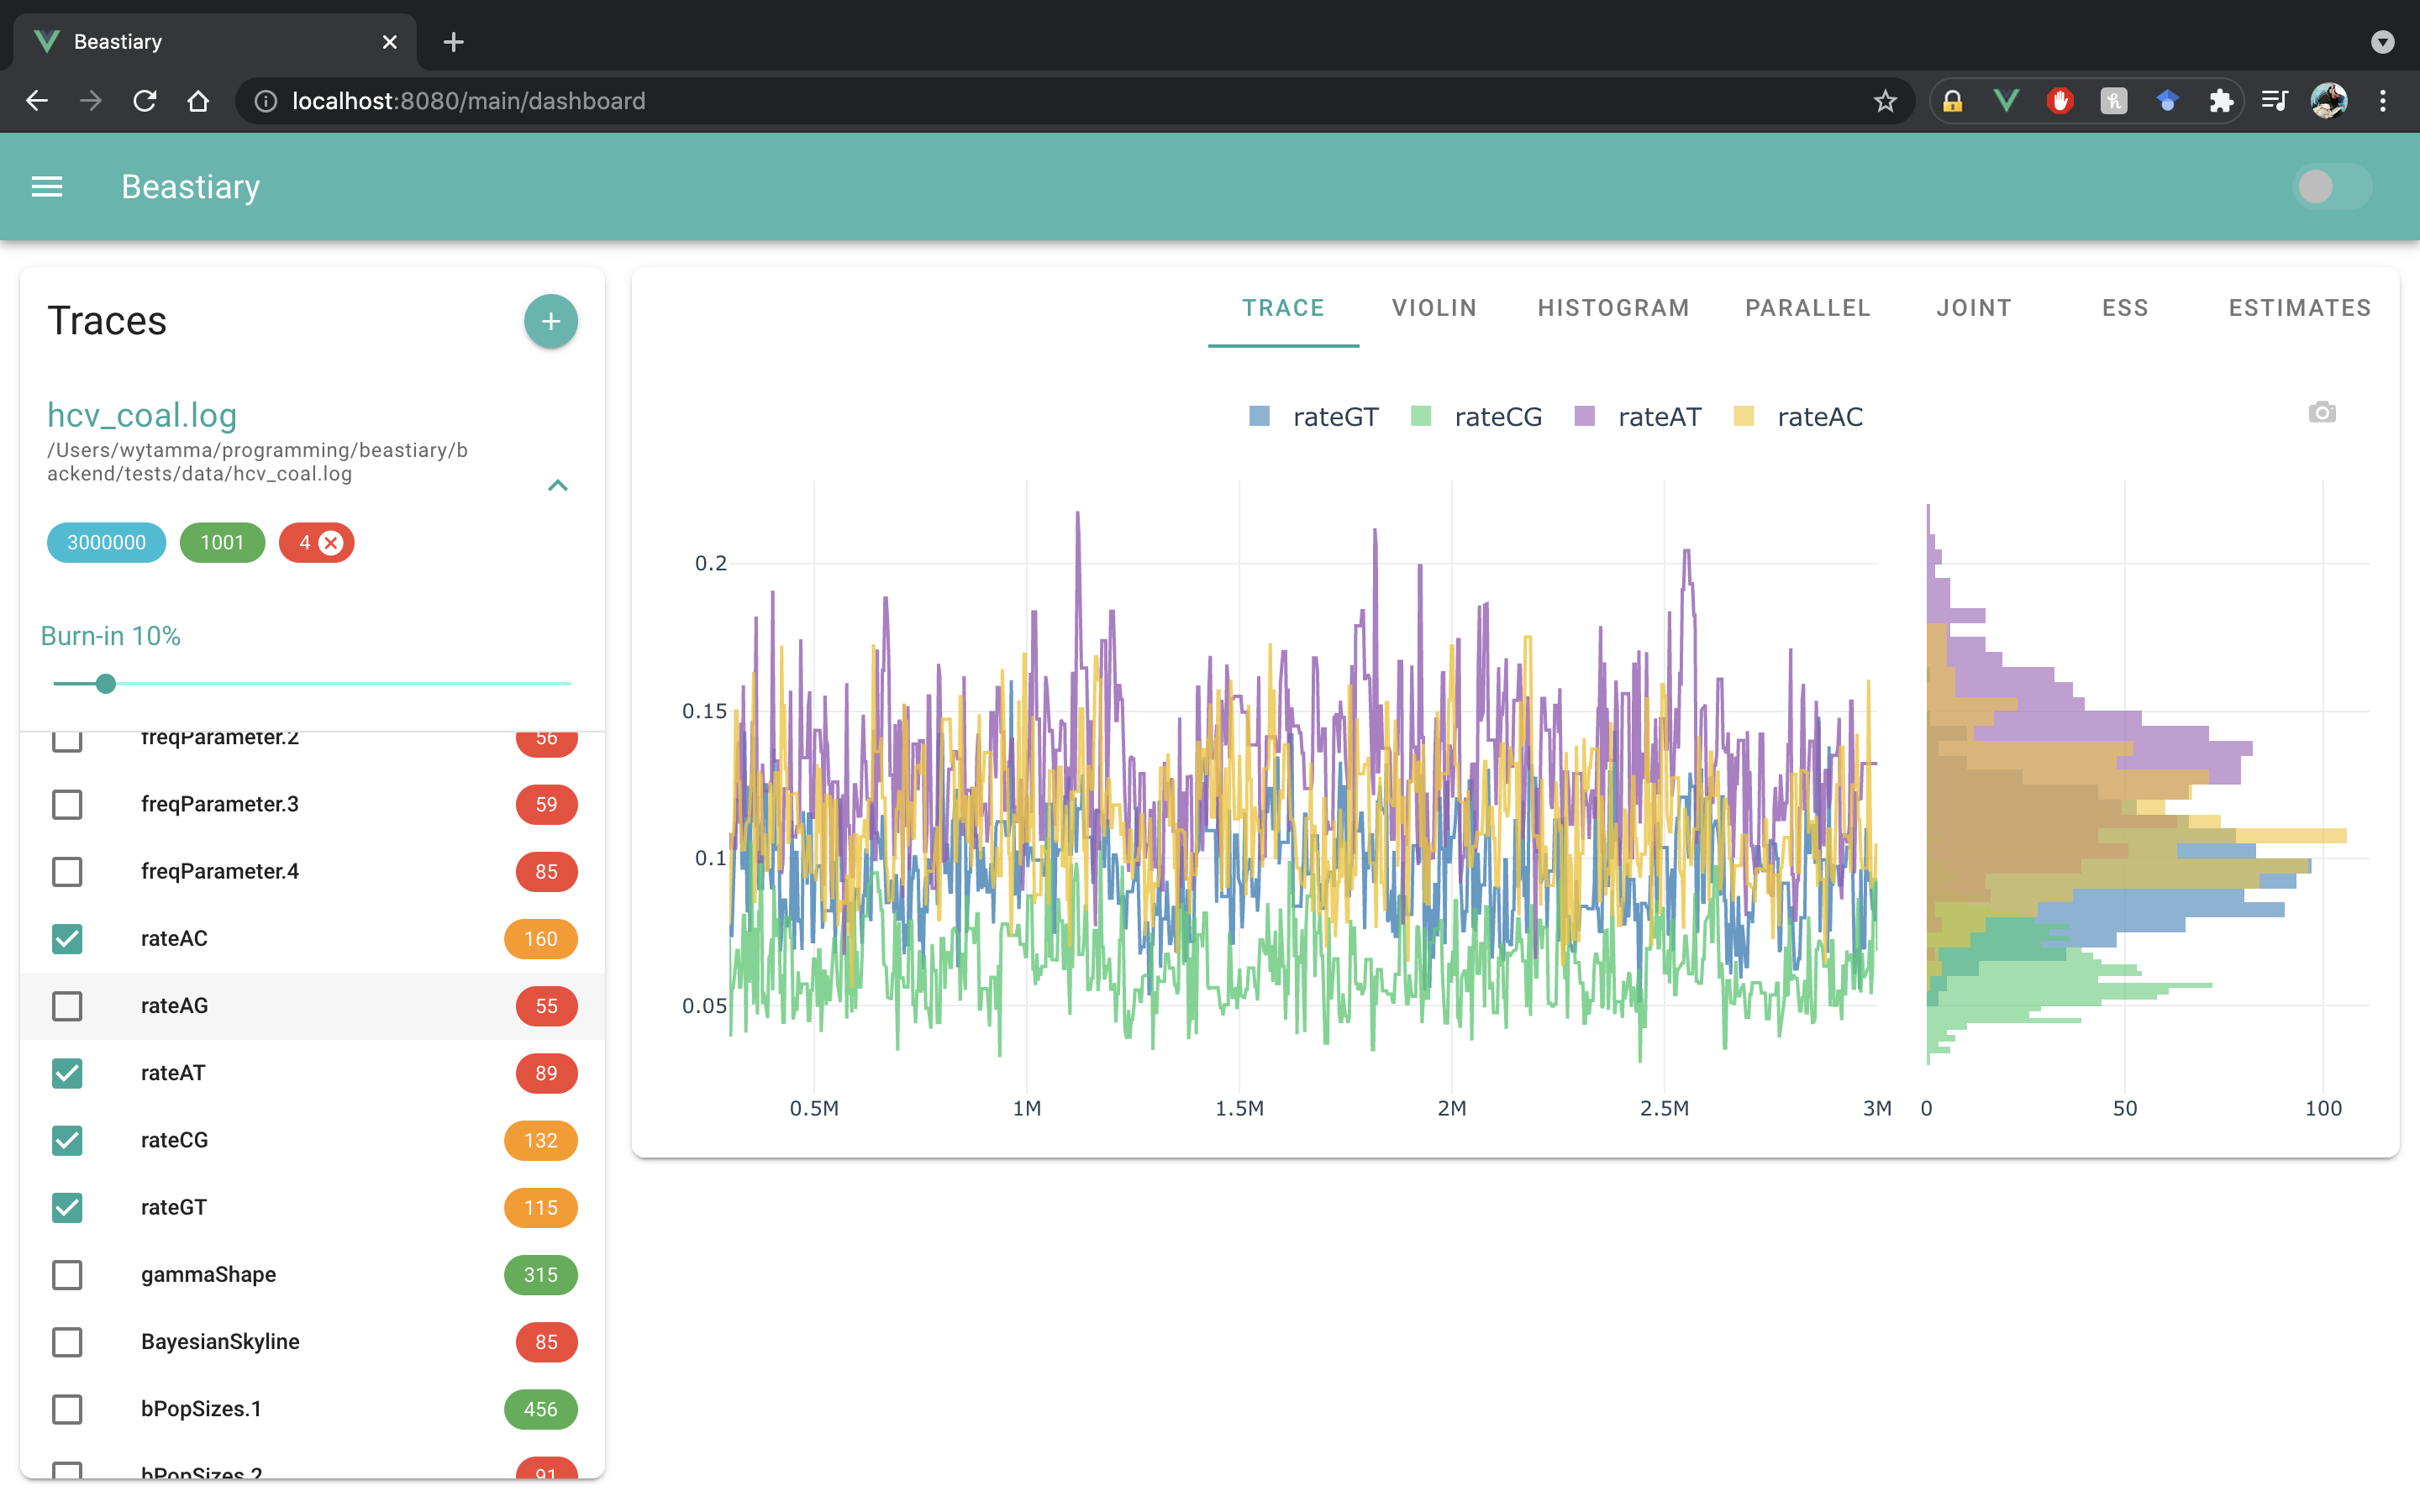 Beastiary
localhost:8080/main/dashboard
Beastiary
Traces
hcv_coal.log
/Users/wytamma/programming/beastiary/b
ackend/tests/data/hcv_coal.log
3000000 1001 4
Burn-in 10%
freqParameter.2 56
freqParameter.3 59
freqParameter.4 85
rateAC 160
rateAG 55
rateAT 89
rateCG 132
rateGT 115
gammaShape 315
BayesianSkyline 85
bPopSizes.1 456
bPopSizes.2 91
TRACE VIOLIN HISTOGRAM PARALLEL JOINT ESS ESTIMATES
rateGT rateCG rateAT rateAC
0.2
0.15
0.1
0.05
0.5M 1M 1.5M 2M 2.5M 3M 0 50 100